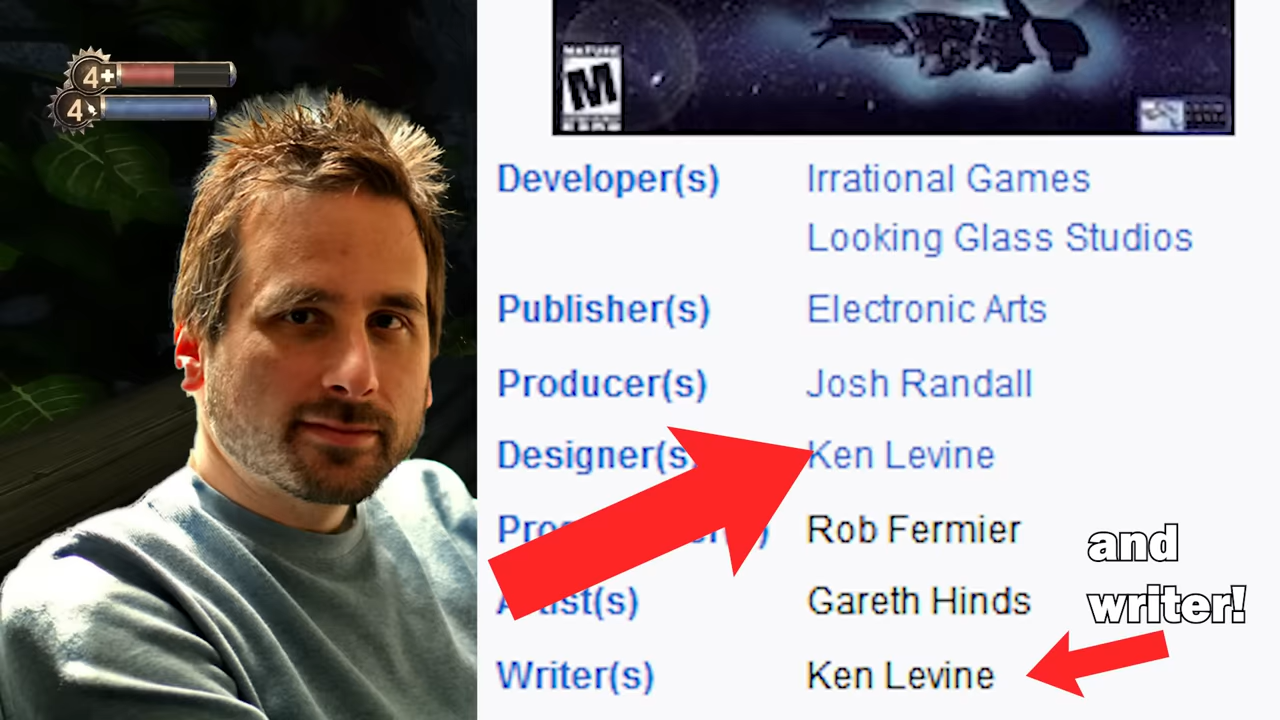 4+
4
MATURE
M
Developer(s) Irrational Games
Looking Glass Studios
Publisher(s) Electronic Arts
Producer(s) Josh Randall
Designer(s) Ken Levine
Rob Fermier
and
writer!
Artist(s) Gareth Hinds
Writer(s) Ken Levine